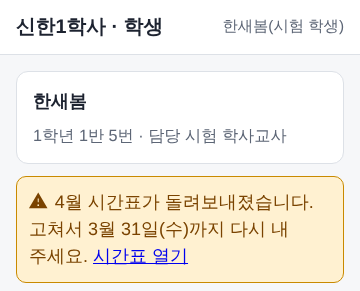 신한1학사 · 학생
한새봄(시험 학생)
한새봄
1학년 1반 5번 · 담당 시험 학사교사
4월 시간표가 돌려보내졌습니다.
고쳐서 3월 31일(수)까지 다시 내
주세요. 시간표 열기